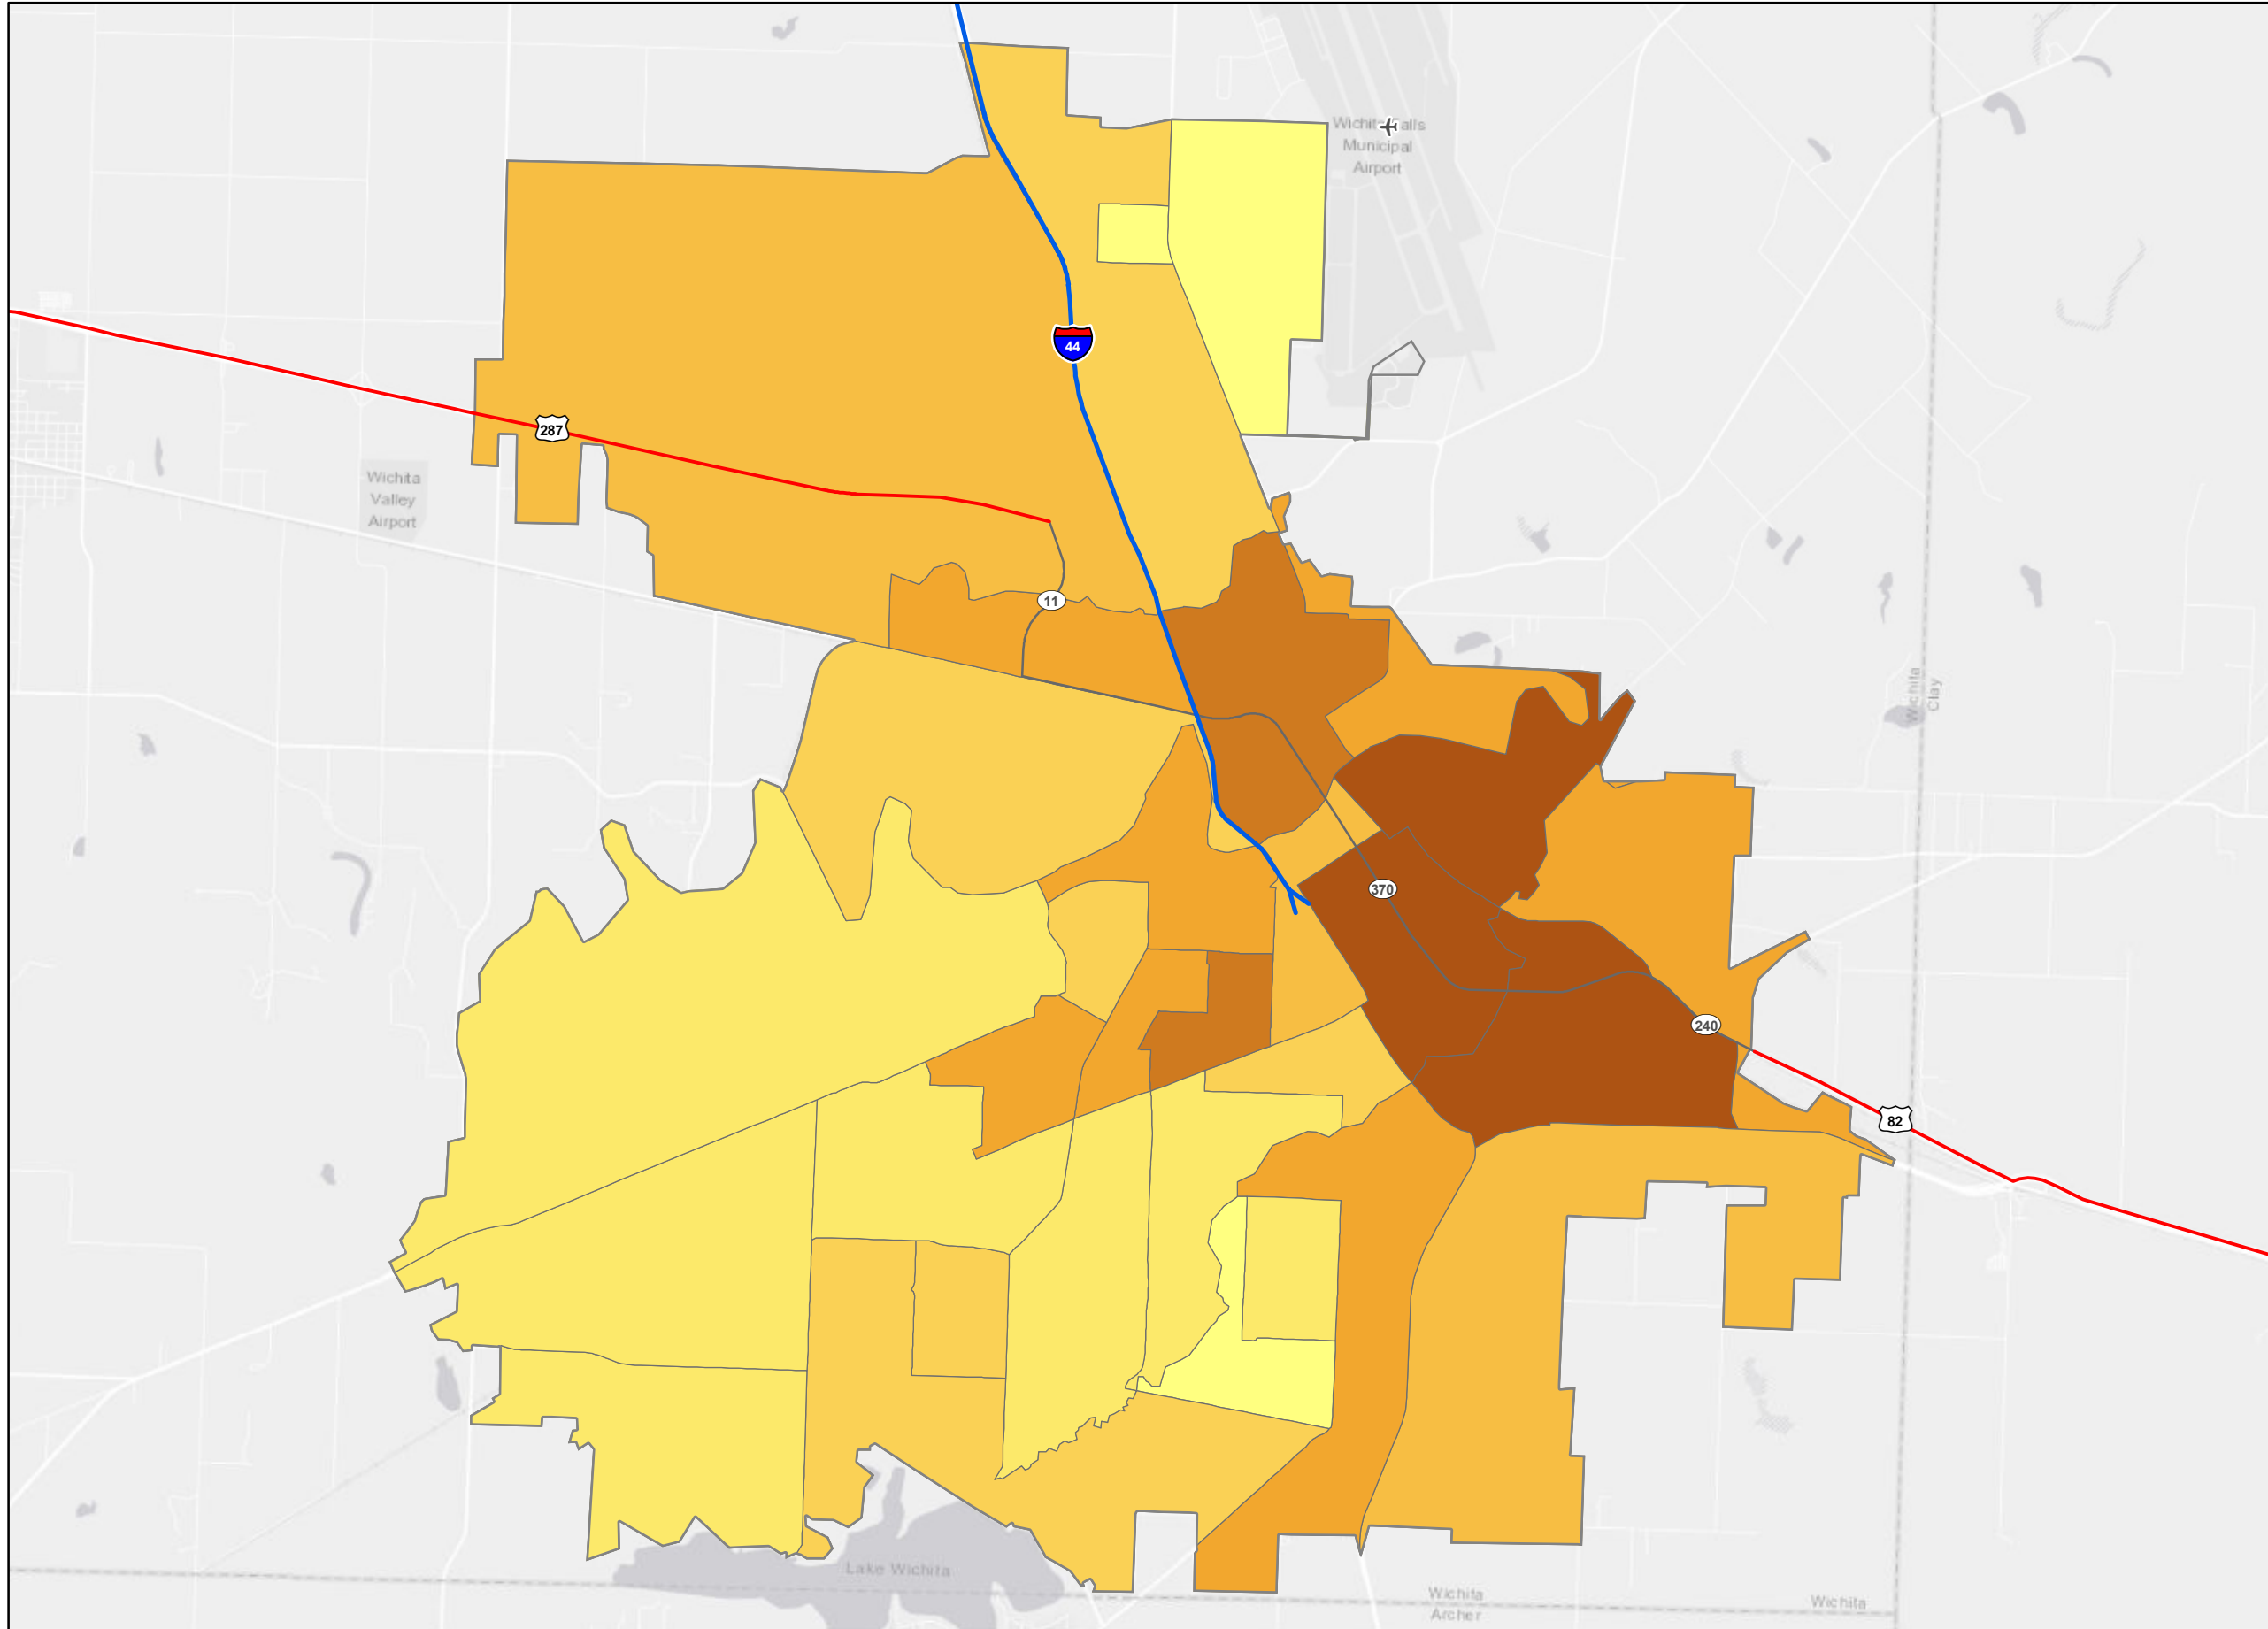 Wichita Falls
Municipal
Airport
44
287
Wichita
Valley
Airport
11
Wichita
Clay
370
240
82
Lake Wichita
Wichita
Archer
Wichita